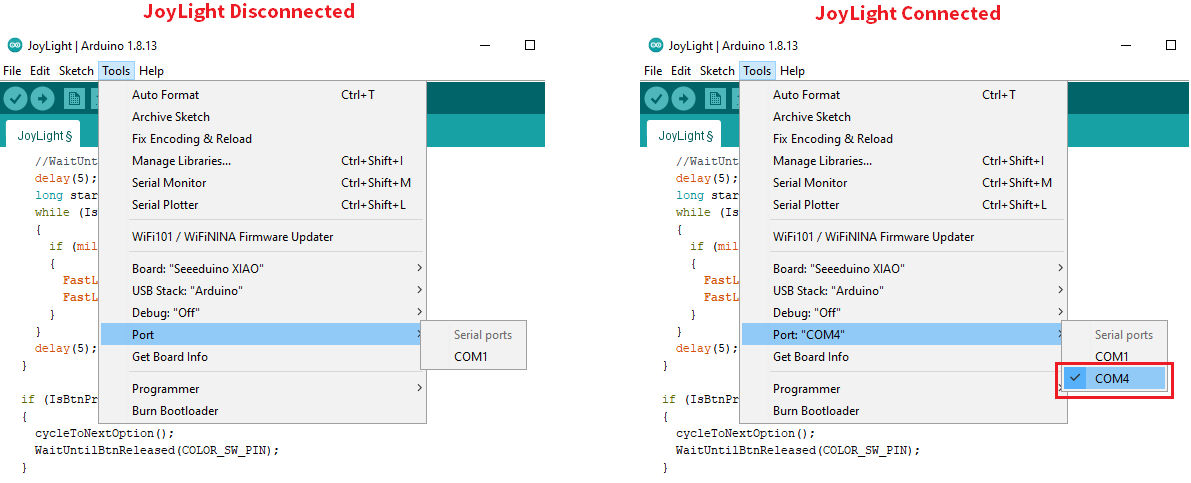 JoyLight Disconnected
JoyLight | Arduino 1.8.13
File Edit Sketch Tools Help
Auto Format Ctrl+T
Archive Sketch
Fix Encoding & Reload
JoyLight §
//WaitUnt
Manage Libraries... Ctrl+Shift+I
delay(5);
Serial Monitor Ctrl+Shift+M
long star
Serial Plotter Ctrl+Shift+L
while (Is
{
WiFi101 / WiFiNINA Firmware Updater
if (mil
{
Board: "Seeeduino XIAO"
FastL
USB Stack: "Arduino"
FastL
Debug: "Off"
}
}
Port
Serial ports
delay(5);
Get Board Info
COM1
}
Programmer
if (IsBtnPr
Burn Bootloader
{
cycleToNextOption();
WaitUntilBtnReleased(COLOR_SW_PIN);
}
JoyLight Connected
JoyLight | Arduino 1.8.13
File Edit Sketch Tools Help
Auto Format Ctrl+T
Archive Sketch
Fix Encoding & Reload
JoyLight §
//WaitUnt
Manage Libraries... Ctrl+Shift+I
delay(5);
Serial Monitor Ctrl+Shift+M
long star
Serial Plotter Ctrl+Shift+L
while (Is
{
WiFi101 / WiFiNINA Firmware Updater
if (mil
{
Board: "Seeeduino XIAO"
FastL
USB Stack: "Arduino"
FastL
Debug: "Off"
}
}
Port: "COM4"
Serial ports
delay(5);
Get Board Info
COM1
}
COM4
Programmer
if (IsBtnPr
Burn Bootloader
{
cycleToNextOption();
WaitUntilBtnReleased(COLOR_SW_PIN);
}